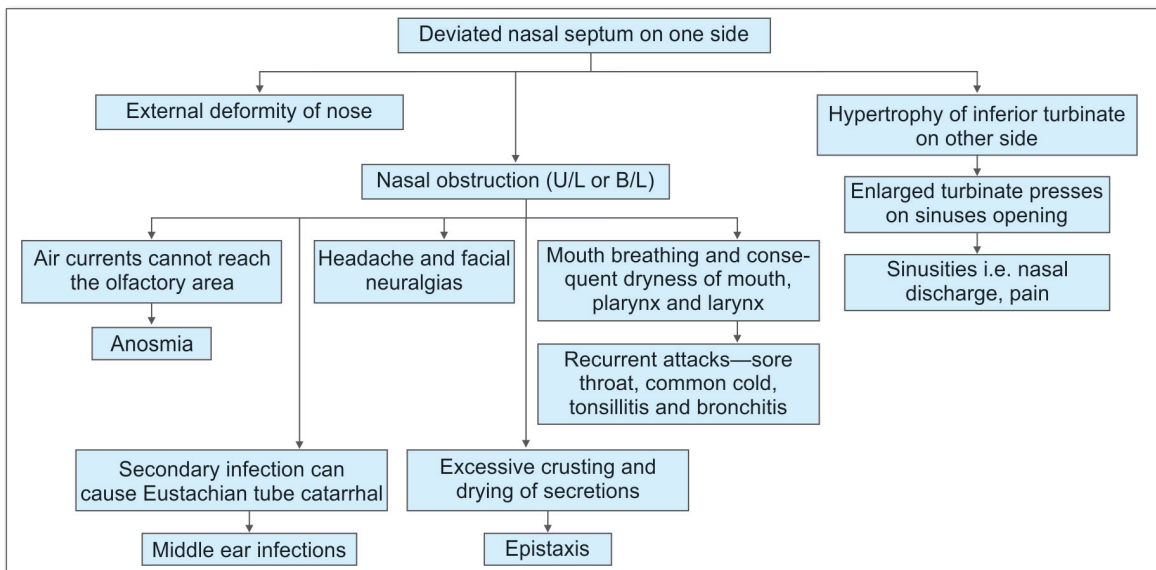 Deviated nasal septum on one side
External deformity of nose
Hypertrophy of inferior turbinate
on other side
Nasal obstruction (U/L or B/L)
Enlarged turbinate presses
on sinuses opening
Air currents cannot reach
the olfactory area
Headache and facial
neuralgias
Mouth breathing and conse-
quent dryness of mouth,
plarynx and larynx
Sinusities i.e. nasal
discharge, pain
Anosmia
Recurrent attacks—sore
throat, common cold,
tonsillitis and bronchitis
Secondary infection can
cause Eustachian tube catarrhal
Excessive crusting and
drying of secretions
Middle ear infections
Epistaxis